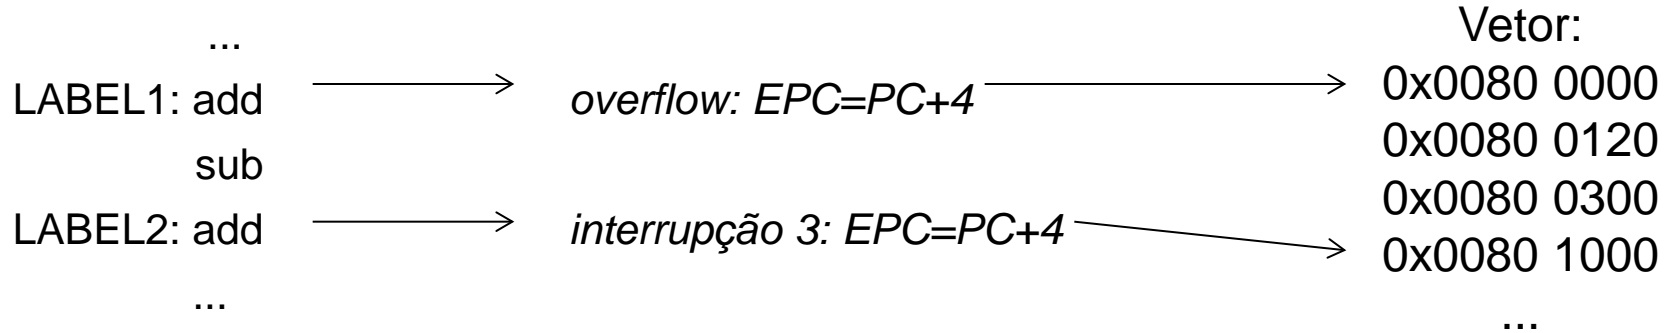 ...
LABEL1: add
sub
LABEL2: add
...
overflow: EPC=PC+4
interrupção 3: EPC=PC+4
Vetor:
0x0080 0000
0x0080 0120
0x0080 0300
0x0080 1000
...